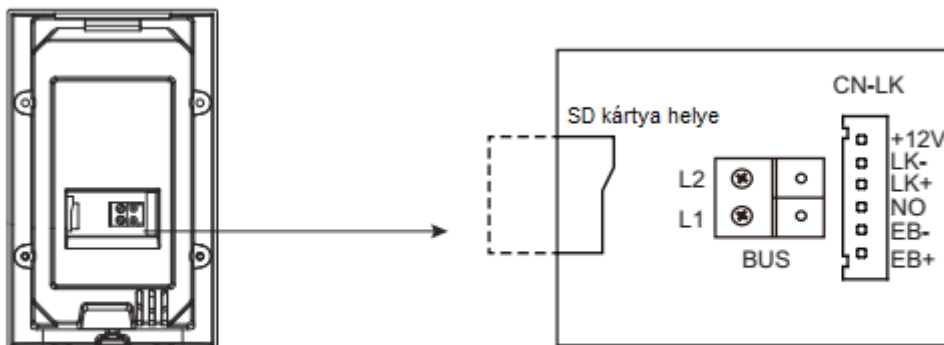 CN-LK
SD kártya helye
+12V
LK-
LK+
NO
EB-
EB+
L2
L1
BUS